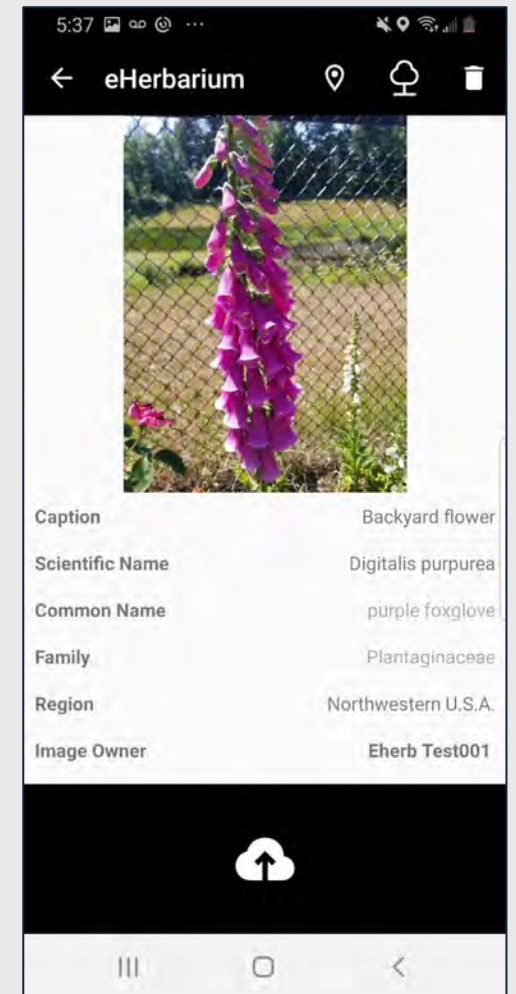 5:37
eHerbarium
Caption Backyard flower
Scientific Name Digitalis purpurea
Common Name purple foxglove
Family Plantaginaceae
Region Northwestern U.S.A.
Image Owner Eherb Test001